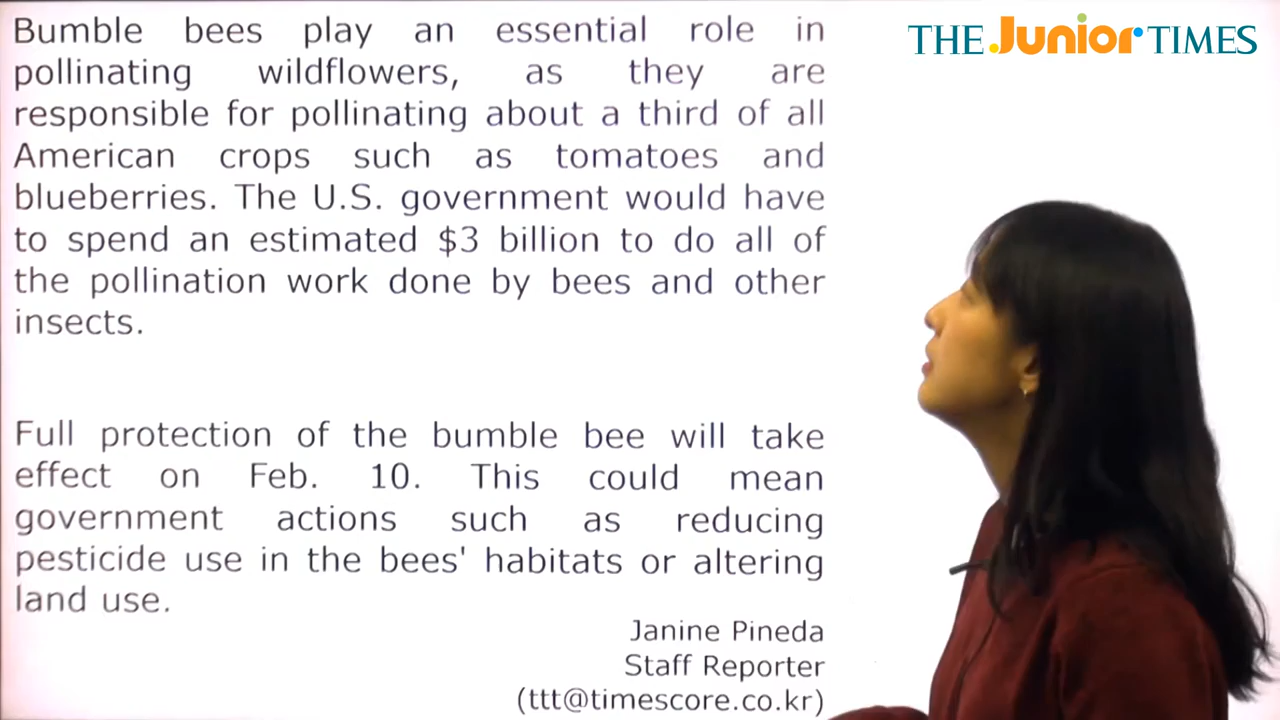 THE Junior TIMES
Bumble bees play an essential role in
pollinating wildflowers, as they are
responsible for pollinating about a third of all
American crops such as tomatoes and
blueberries. The U.S. government would have
to spend an estimated $3 billion to do all of
the pollination work done by bees and other
insects.
Full protection of the bumble bee will take
effect on Feb. 10. This could mean
government actions such as reducing
pesticide use in the bees' habitats or altering
land use.
Janine Pineda
Staff Reporter
(ttt@timescore.co.kr)